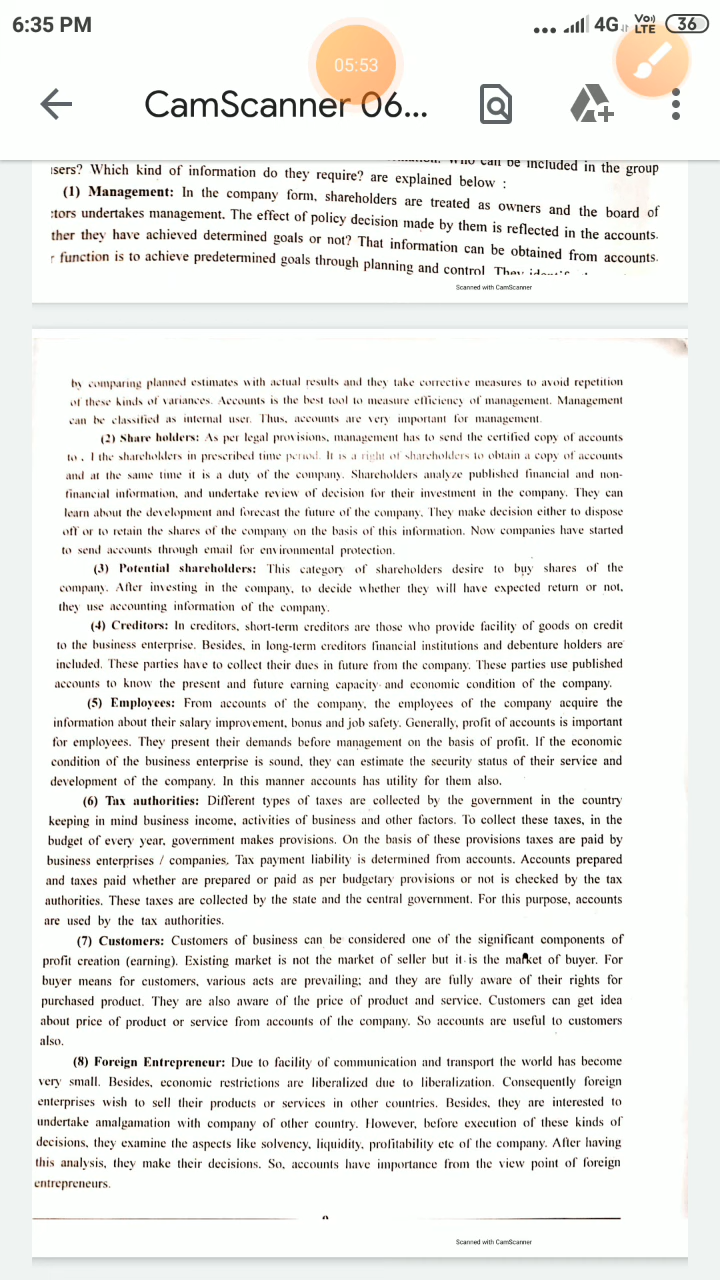 6:35 PM
... 4G Vo) LTE 36
05:53
CamScanner 06...
can be included in the group
sers? Which kind of information do they require? are explained below :
(1) Management: In the company form, shareholders are treated as owners and the board of
tors undertakes management. The effect of policy decision made by them is reflected in the accounts.
ther they have achieved determined goals or not? That information can be obtained from accounts.
r function is to achieve predetermined goals through planning and control They
Scanned with CamScanner
by comparing planned estimates with actual results and they take corrective measures to avoid repetition
of these kinds of variances. Accounts is the best tool to measure efficiency of management. Management
can be classified as internal user. Thus, accounts are very important for management.
(2) Share holders: As per legal provisions, management has to send the certified copy of accounts
to . l the shareholders in prescribed time period. It is a right of shareholders to obtain a copy of accounts
and at the same time it is a duty of the company. Shareholders analyze published financial and non-
financial information, and undertake review of decision for their investment in the company. They can
learn about the development and forecast the future of the company. They make decision either to dispose
off or to retain the shares of the company on the basis of this information. Now companies have started
to send accounts through email for environmental protection.
(3) Potential shareholders: This category of shareholders desire to buy shares of the
company. After investing in the company, to decide whether they will have expected return or not,
they use accounting information of the company.
(4) Creditors: In creditors, short-term creditors are those who provide facility of goods on credit
to the business enterprise. Besides, in long-term creditors financial institutions and debenture holders are
included. These parties have to collect their dues in future from the company. These parties use published
accounts to know the present and future earning capacity and economic condition of the company.
(5) Employees: From accounts of the company, the employees of the company acquire the
information about their salary improvement, bonus and job safety. Generally, profit of accounts is important
for employees. They present their demands before management on the basis of profit. If the economic
condition of the business enterprise is sound, they can estimate the security status of their service and
development of the company. In this manner accounts has utility for them also.
(6) Tax authorities: Different types of taxes are collected by the government in the country
keeping in mind business income, activities of business and other factors. To collect these taxes, in the
budget of every year, government makes provisions. On the basis of these provisions taxes are paid by
business enterprises / companies. Tax payment liability is determined from accounts. Accounts prepared
and taxes paid whether are prepared or paid as per budgetary provisions or not is checked by the tax
authorities. These taxes are collected by the state and the central government. For this purpose, accounts
are used by the tax authorities.
(7) Customers: Customers of business can be considered one of the significant components of
profit creation (earning). Existing market is not the market of seller but it is the market of buyer. For
buyer means for customers, various acts are prevailing; and they are fully aware of their rights for
purchased product. They are also aware of the price of product and service. Customers can get idea
about price of product or service from accounts of the company. So accounts are useful to customers
also.
(8) Foreign Entrepreneur: Due to facility of communication and transport the world has become
very small. Besides, economic restrictions are liberalized due to liberalization. Consequently foreign
enterprises wish to sell their products or services in other countries. Besides, they are interested to
undertake amalgamation with company of other country. However, before execution of these kinds of
decisions, they examine the aspects like solvency, liquidity, profitability etc of the company. After having
this analysis, they make their decisions. So, accounts have importance from the view point of foreign
entrepreneurs.
Scanned with CamScanner